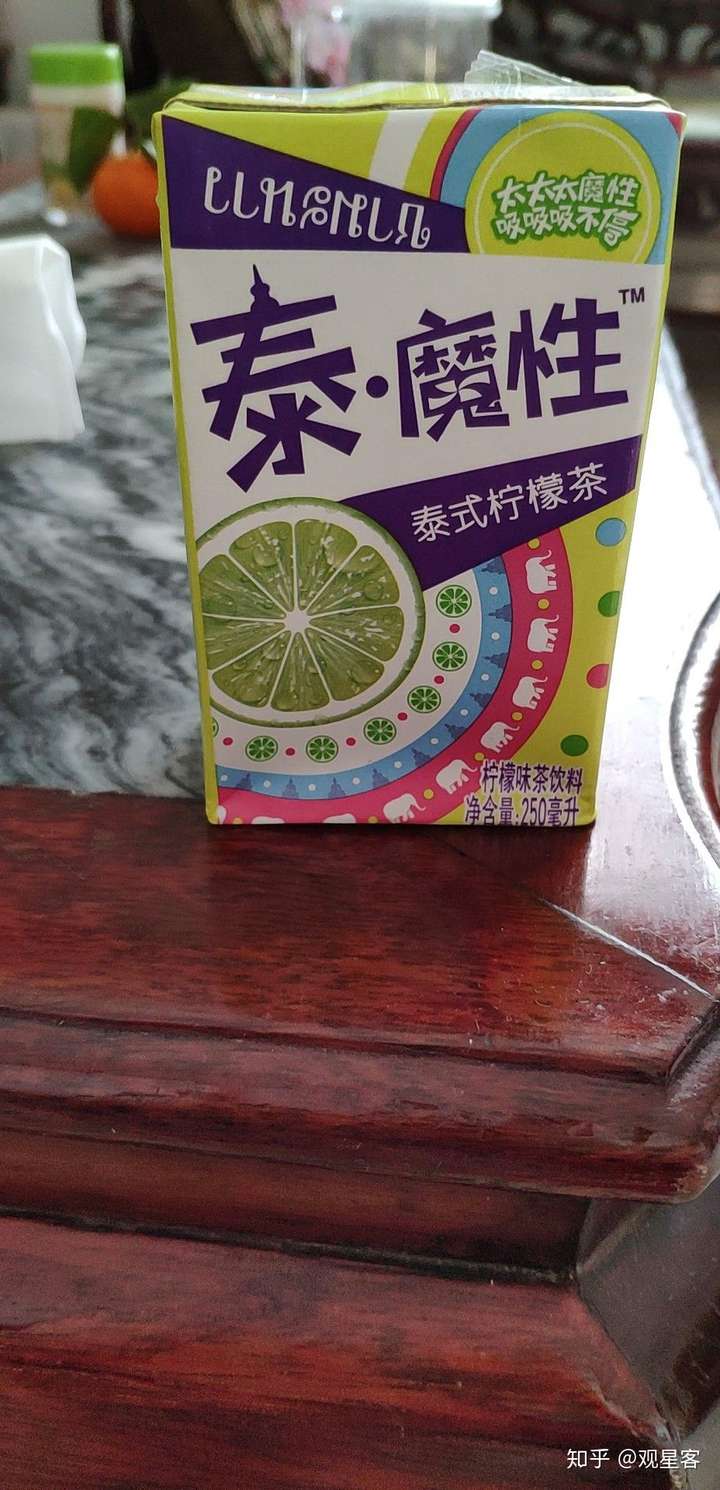 太太太魔性
吸吸吸不停
泰·魔性™
泰式柠檬茶
柠檬味茶饮料
净含量:250毫升
知乎 @观星客